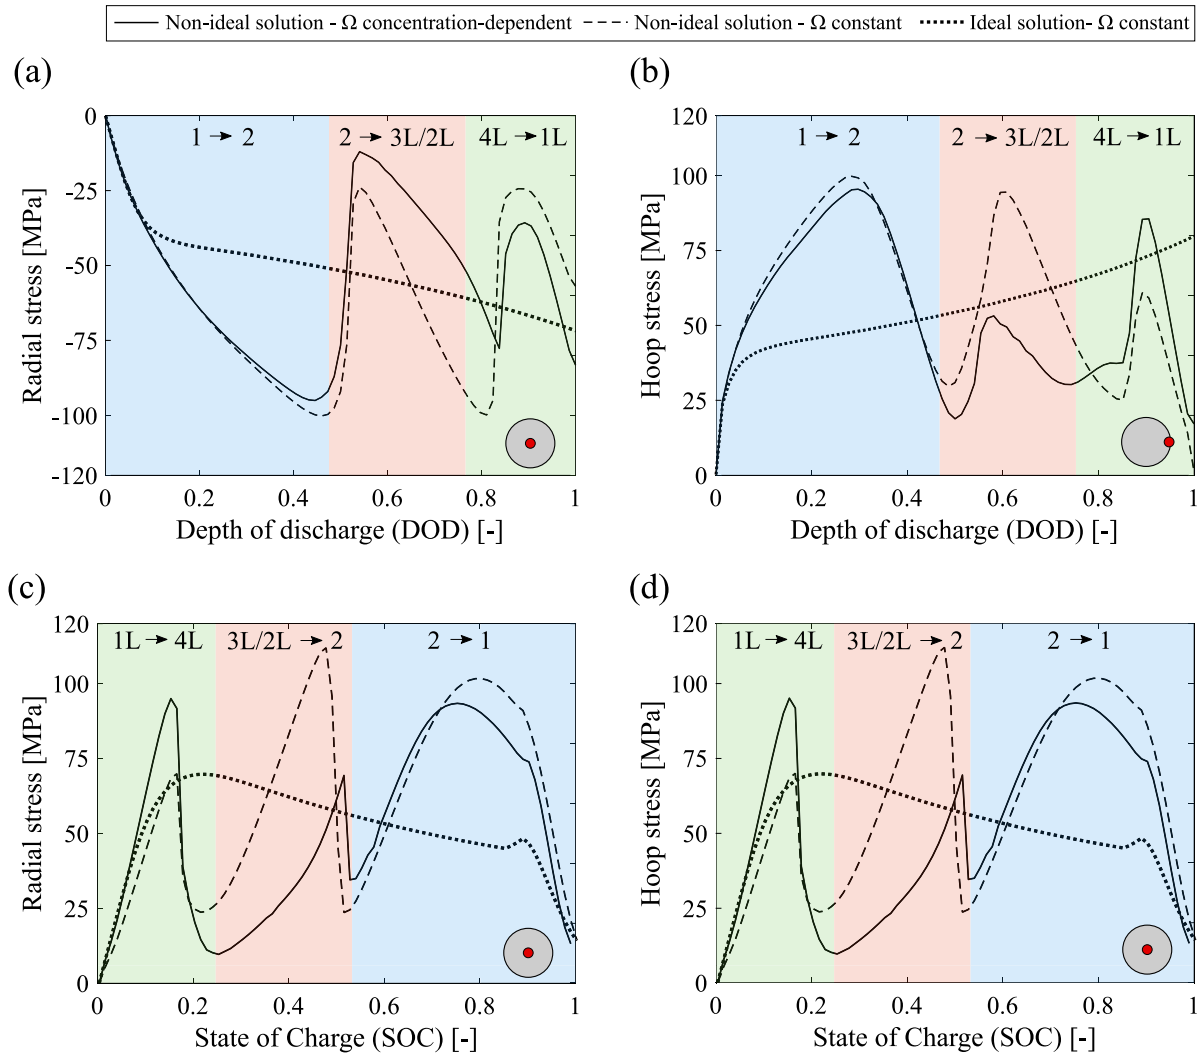 Non-ideal solution - Ω concentration-dependent Non-ideal solution - Ω constant Ideal solution- Ω constant
(a)
0
-25
-50
-75
-100
-120
Radial stress [MPa]
1 → 2
2 → 3L/2L
4L → 1L
0 0.2 0.4 0.6 0.8 1
Depth of discharge (DOD) [-]
(b)
120
100
75
50
25
0
Hoop stress [MPa]
1 → 2
2 → 3L/2L
4L → 1L
0 0.2 0.4 0.6 0.8 1
Depth of discharge (DOD) [-]
(c)
120
100
75
50
25
0
Radial stress [MPa]
1L → 4L
3L/2L → 2
2 → 1
0 0.2 0.4 0.6 0.8 1
State of Charge (SOC) [-]
(d)
120
100
75
50
25
0
Hoop stress [MPa]
1L → 4L
3L/2L → 2
2 → 1
0 0.2 0.4 0.6 0.8 1
State of Charge (SOC) [-]